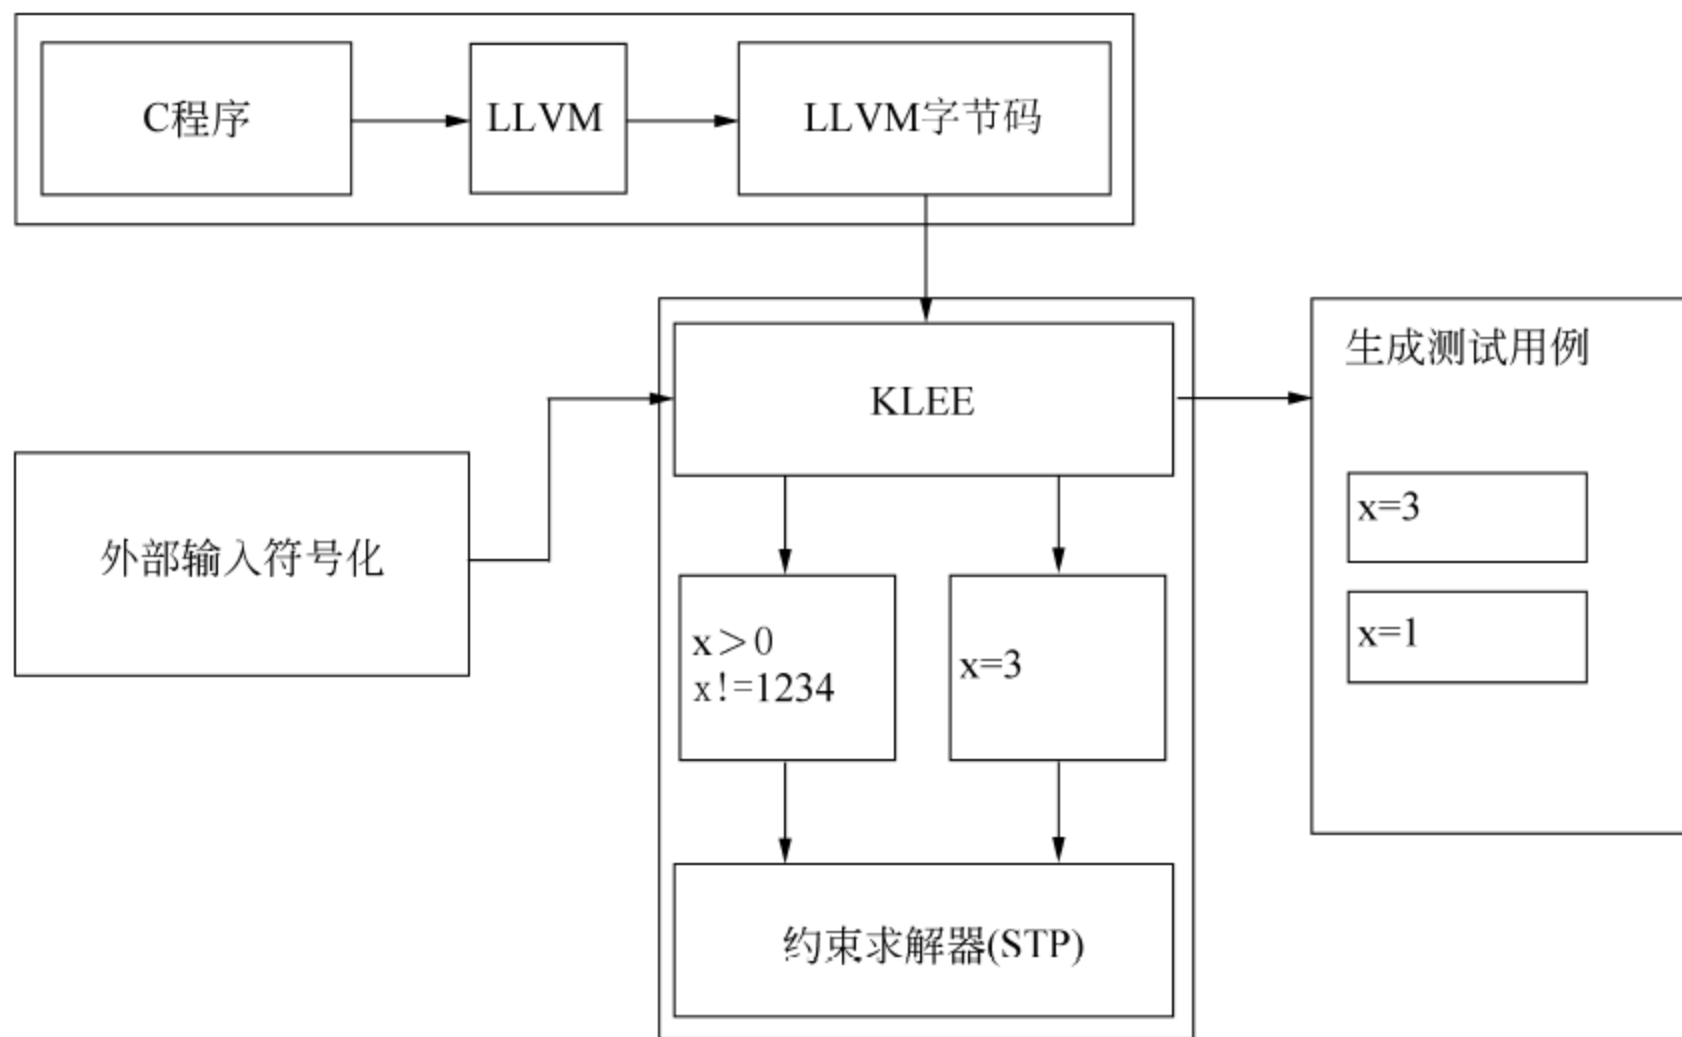 C程序
LLVM
LLVM字节码
KLEE
生成测试用例
外部输入符号化
x>0
x!=1234
x=3
x=3
x=1
约束求解器(STP)